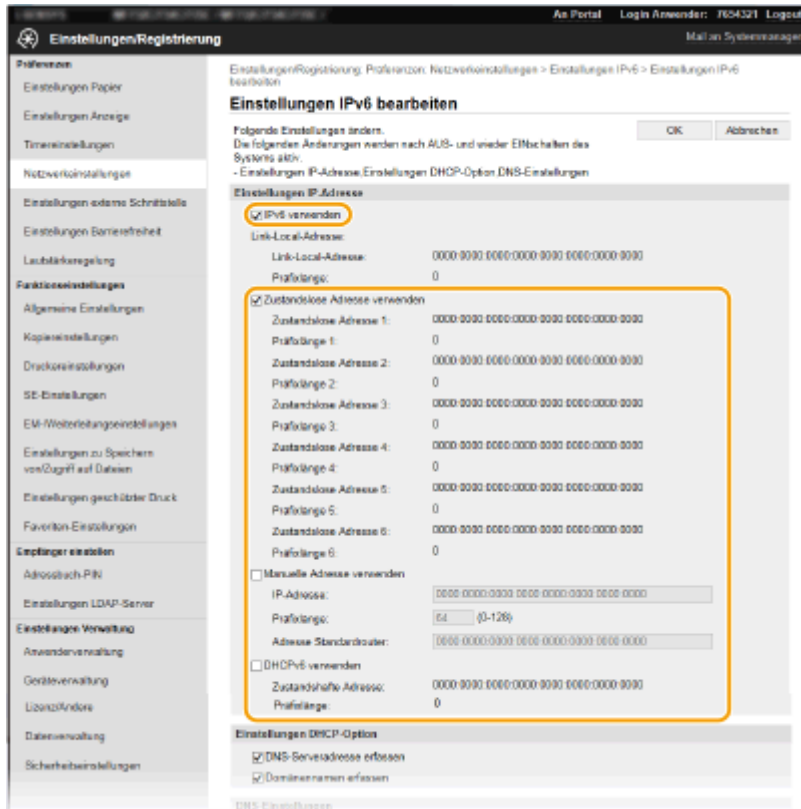 An Portal Login Anwender: 7654321 Logout
Einstellungen/Registrierung
Mail an Systemmanager
Präferenzen
Einstellungen Papier
Einstellungen Anzeige
Timereinstellungen
Netzwerkeinstellungen
Einstellungen externe Schnittstelle
Einstellungen Barrierefreiheit
Lautstärkeregelung
Funktionseinstellungen
Allgemeine Einstellungen
Kopiereinstellungen
Druckereinstellungen
SE-Einstellungen
EM-/Weiterleitungseinstellungen
Einstellungen zu Speichern
von/Zugriff auf Dateien
Einstellungen geschützter Druck
Favoriten-Einstellungen
Empfänger einstellen
Adressbuch-PIN
Einstellungen LDAP-Server
Einstellungen Verwaltung
Anwenderverwaltung
Geräteverwaltung
Lizenz/Andere
Datenverwaltung
Sicherheitseinstellungen
Einstellungen/Registrierung: Präferenzen: Netzwerkeinstellungen > Einstellungen IPv6 > Einstellungen IPv6
bearbeiten
Einstellungen IPv6 bearbeiten
Folgende Einstellungen ändern.
Die folgenden Änderungen werden nach AUS- und wieder EINschalten des
Systems aktiv.
- Einstellungen IP-Adresse,Einstellungen DHCP-Option,DNS-Einstellungen
OK Abbrechen
Einstellungen IP-Adresse
IPv6 verwenden
Link-Local-Adresse:
Link-Local-Adresse: 0000:0000:0000:0000:0000:0000:0000:0000
Präfixlänge: 0
Zustandslose Adresse verwenden
Zustandslose Adresse 1: 0000:0000:0000:0000:0000:0000:0000:0000
Präfixlänge 1: 0
Zustandslose Adresse 2: 0000:0000:0000:0000:0000:0000:0000:0000
Präfixlänge 2: 0
Zustandslose Adresse 3: 0000:0000:0000:0000:0000:0000:0000:0000
Präfixlänge 3: 0
Zustandslose Adresse 4: 0000:0000:0000:0000:0000:0000:0000:0000
Präfixlänge 4: 0
Zustandslose Adresse 5: 0000:0000:0000:0000:0000:0000:0000:0000
Präfixlänge 5: 0
Zustandslose Adresse 6: 0000:0000:0000:0000:0000:0000:0000:0000
Präfixlänge 6: 0
Manuelle Adresse verwenden
IP-Adresse: 0000:0000:0000:0000:0000:0000:0000:0000
Präfixlänge: 64 (0-128)
Adresse Standardrouter: 0000:0000:0000:0000:0000:0000:0000:0000
DHCPv6 verwenden
Zustandshafte Adresse: 0000:0000:0000:0000:0000:0000:0000:0000
Präfixlänge: 0
Einstellungen DHCP-Option
DNS-Serveradresse erfassen
Domänennamen erfassen
DNS-Einstellungen